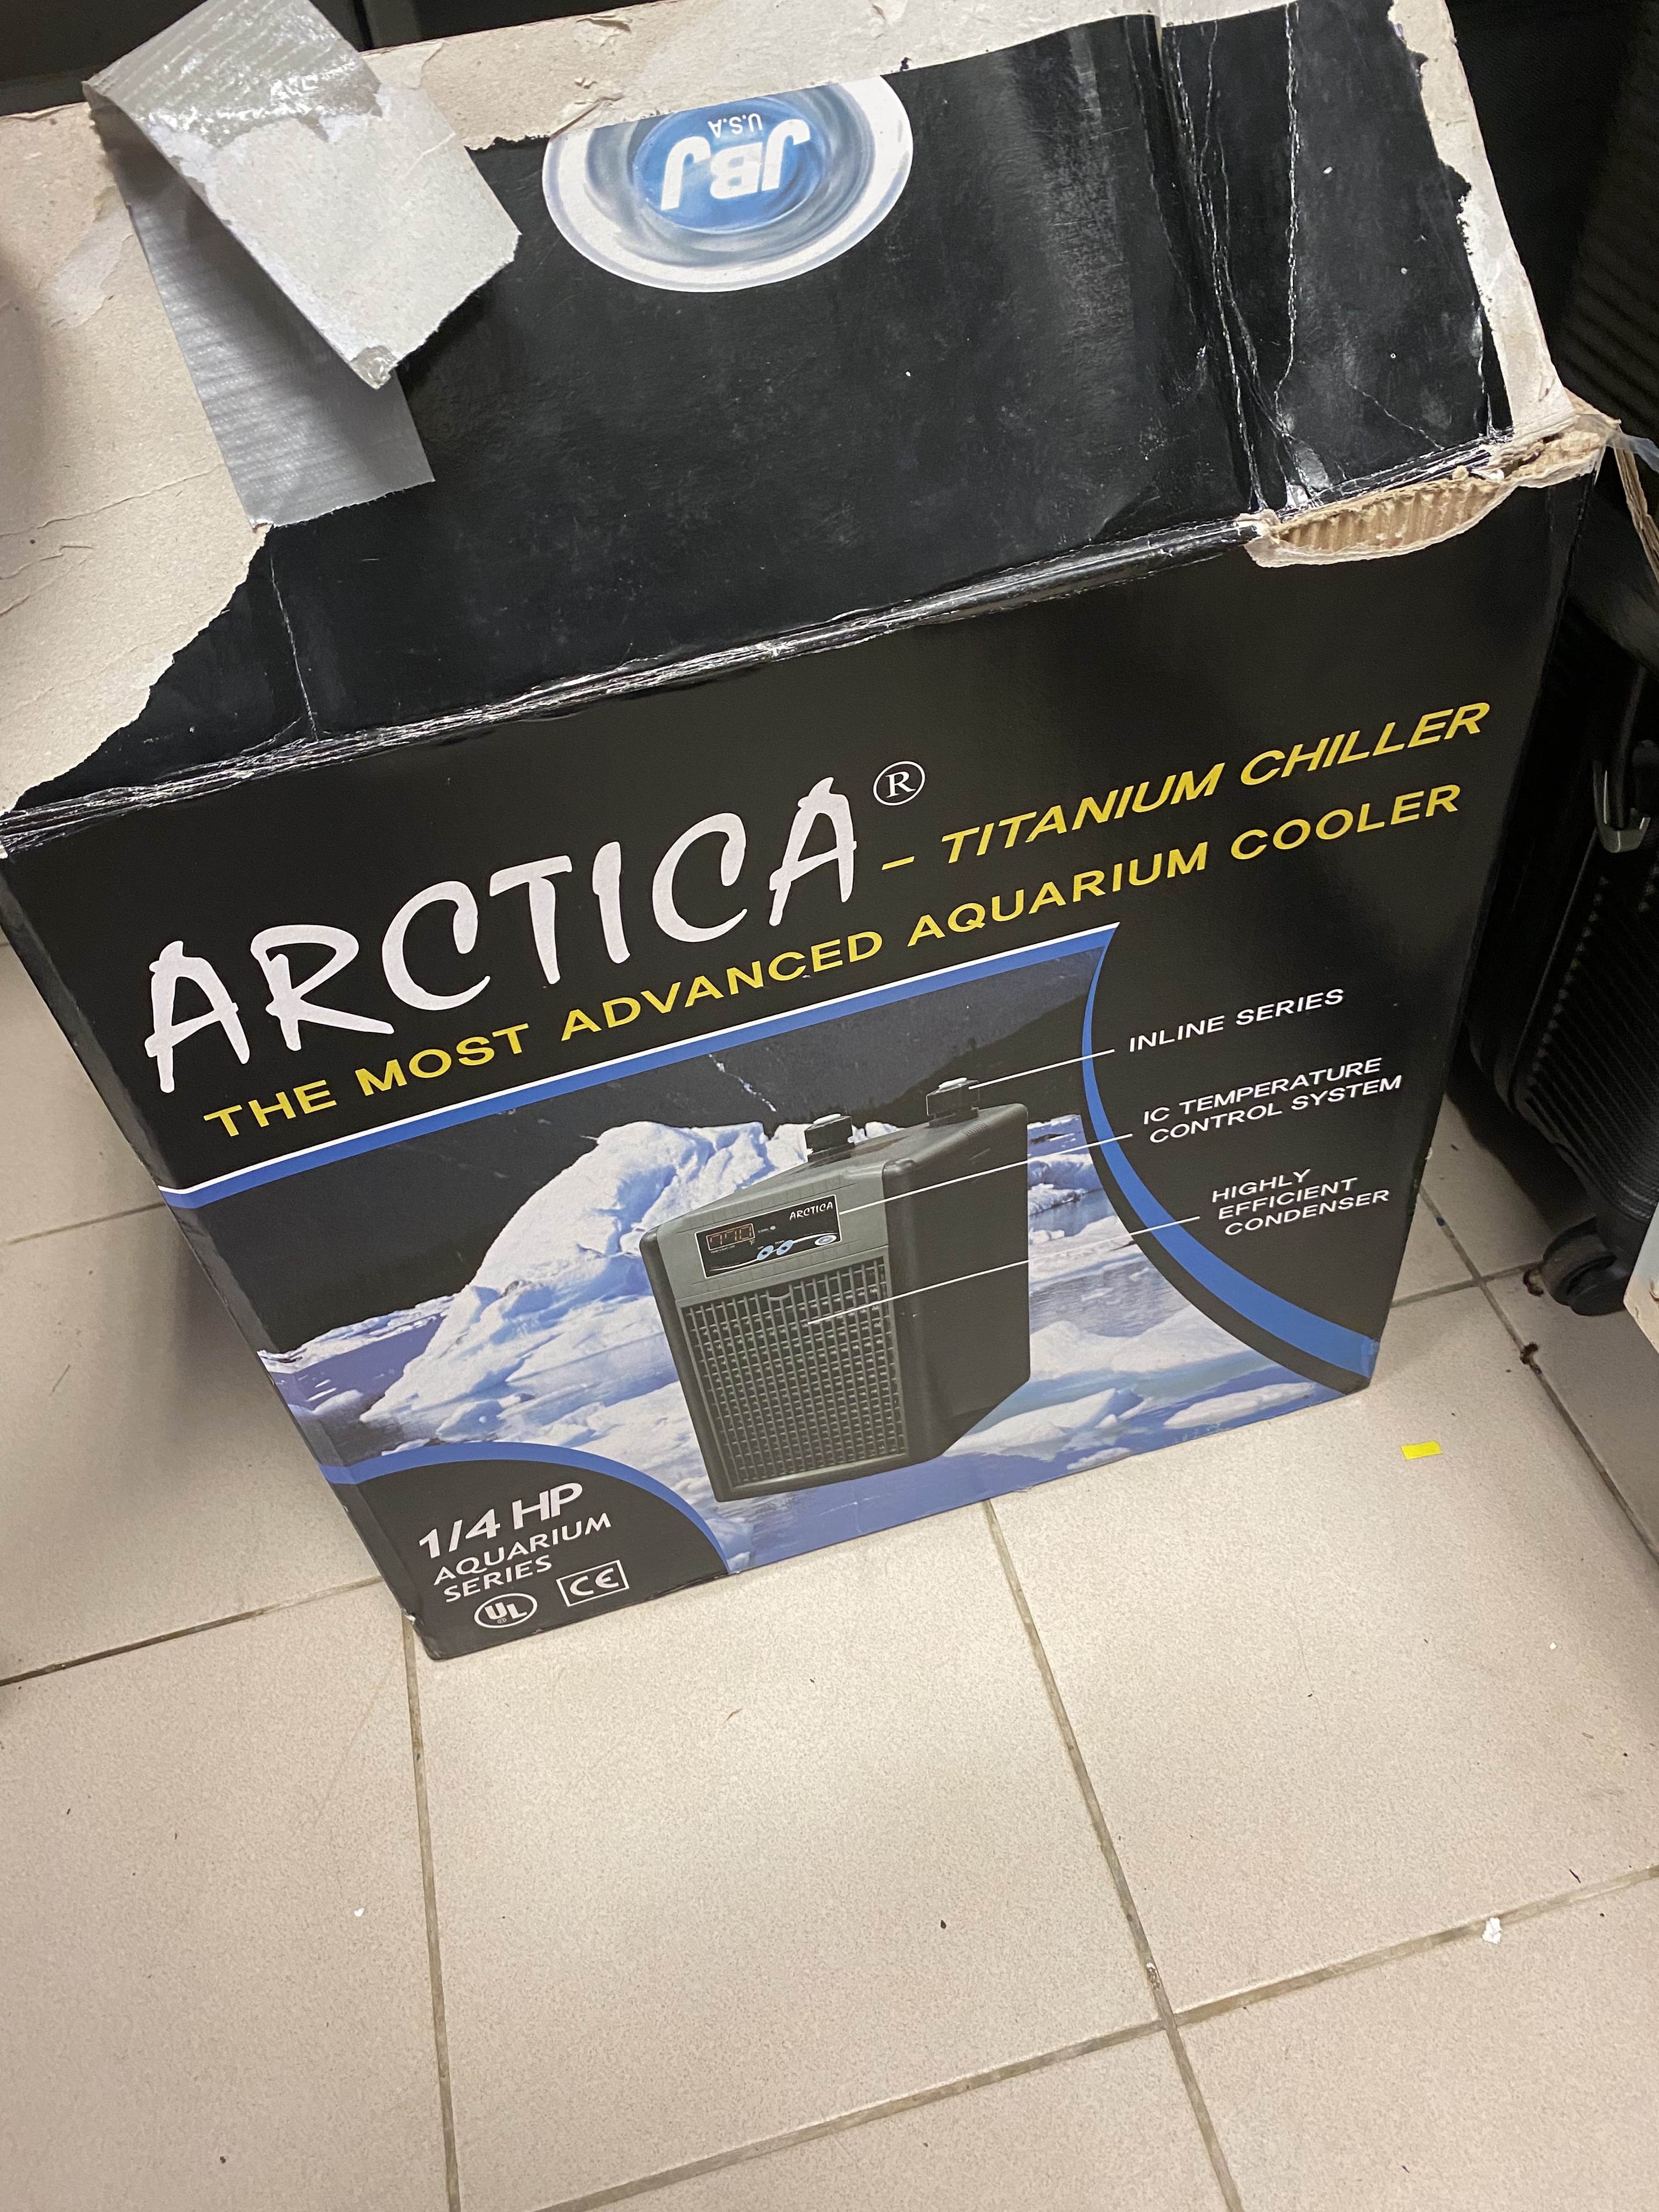 JBJ
U.S.A
ARCTICA® – TITANIUM CHILLER
THE MOST ADVANCED AQUARIUM COOLER
INLINE SERIES
IC TEMPERATURE
CONTROL SYSTEM
HIGHLY
EFFICIENT
CONDENSER
ARCTICA
1/4 HP
AQUARIUM
SERIES
UL
CE